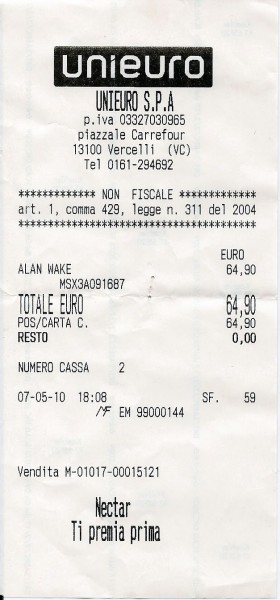 unieuro
UNIEURO S.P.A
p.iva 03327030965
piazzale Carrefour
13100 Vercelli (VC)
Tel 0161-294692
************* NON FISCALE *************
art. 1, comma 429, legge n. 311 del 2004
****************************************
EURO
ALAN WAKE 64,90
MSX3A091687
TOTALE EURO 64,90
POS/CARTA C. 64,90
RESTO 0,00
NUMERO CASSA 2
07-05-10 18:08 SF. 59
MF EM 99000144
Vendita M-01017-00015121
Nectar
Ti premia prima